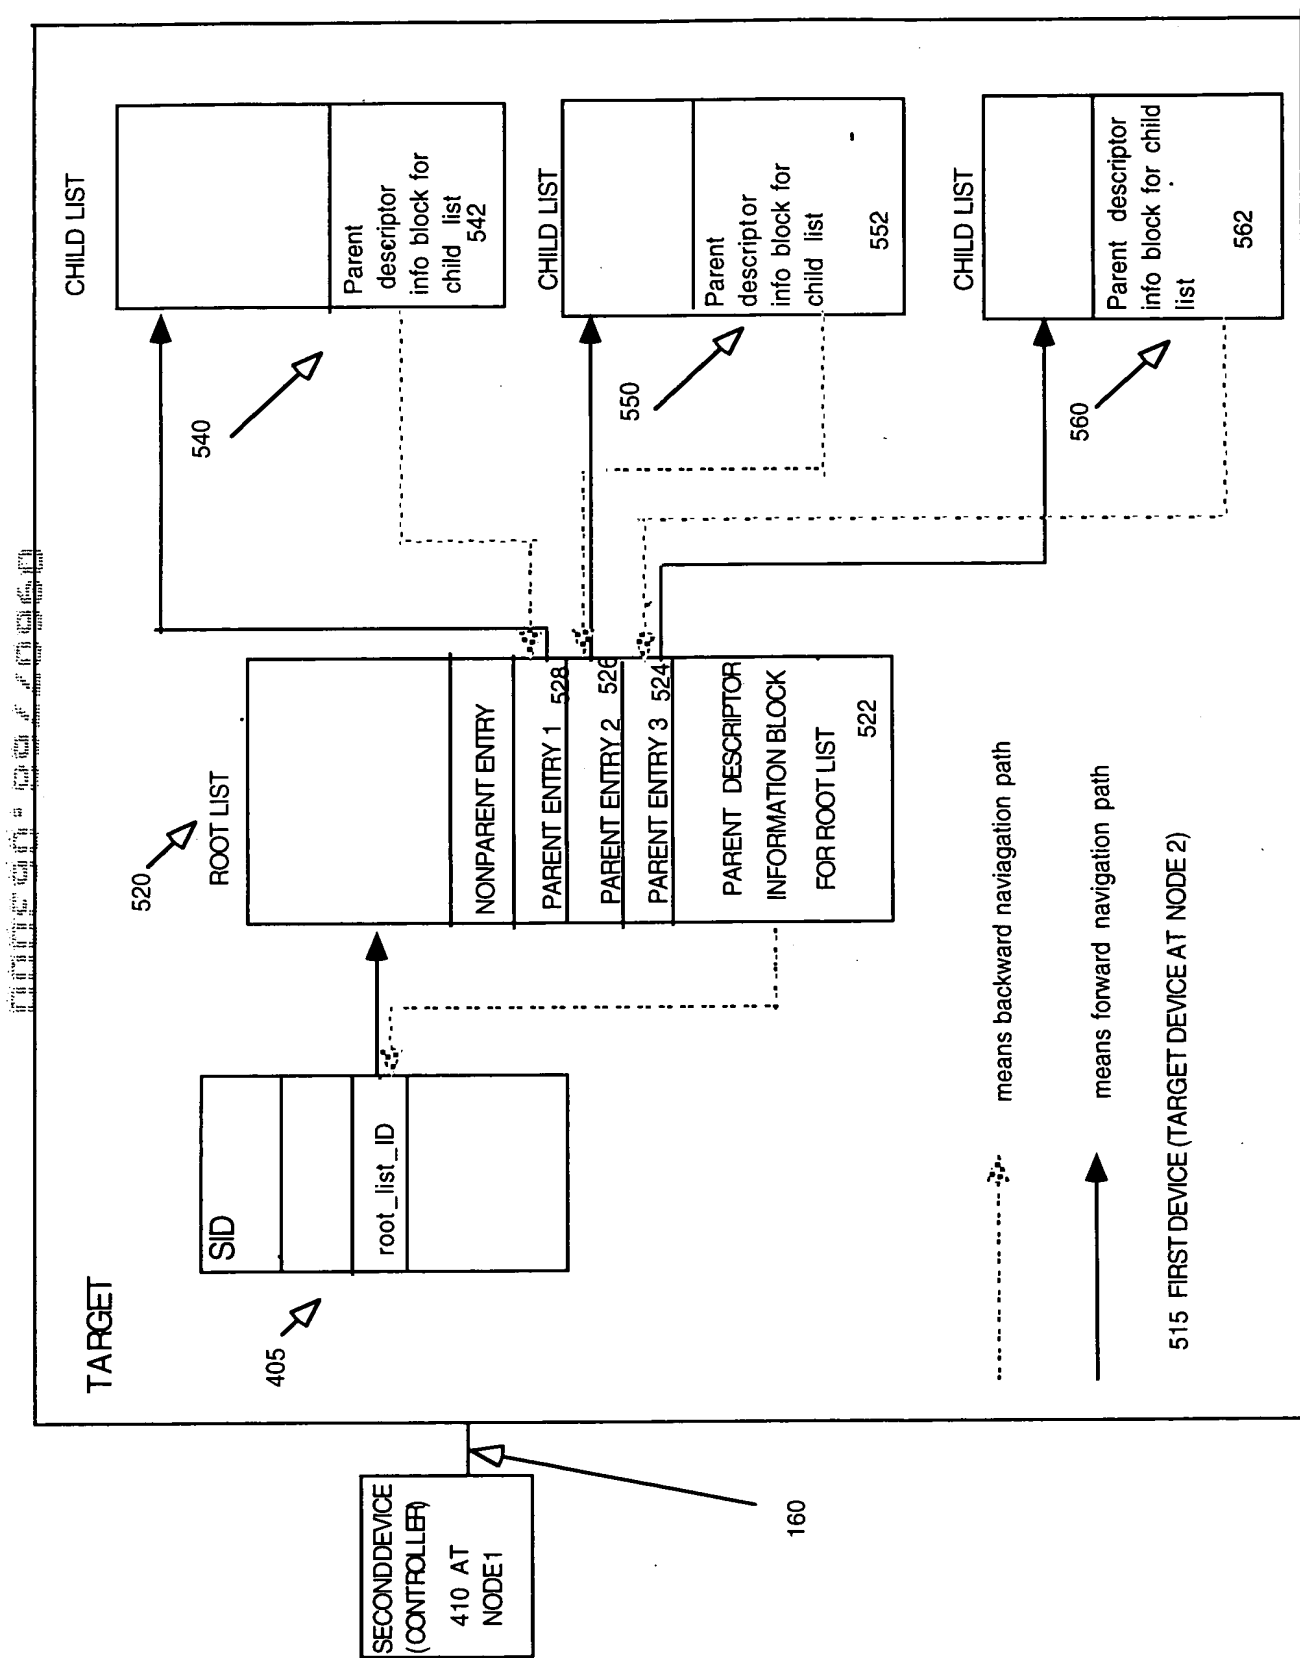 TARGET
SID
root_list_ID
405
520
ROOT LIST
NONPARENT ENTRY
PARENT ENTRY 1 528
PARENT ENTRY 2 526
PARENT ENTRY 3 524
PARENT DESCRIPTOR
INFORMATION BLOCK
FOR ROOT LIST
522
CHILD LIST
Parent
descriptor
info block for
child list
542
540
CHILD LIST
Parent
descriptor
info block for
child list
552
550
CHILD LIST
Parent descriptor
info block for child
list
562
560
SECOND DEVICE
(CONTROLLER)
410 AT
NODE1
160
means backward naviagation path
means forward navigation path
515 FIRST DEVICE (TARGET DEVICE AT NODE 2)